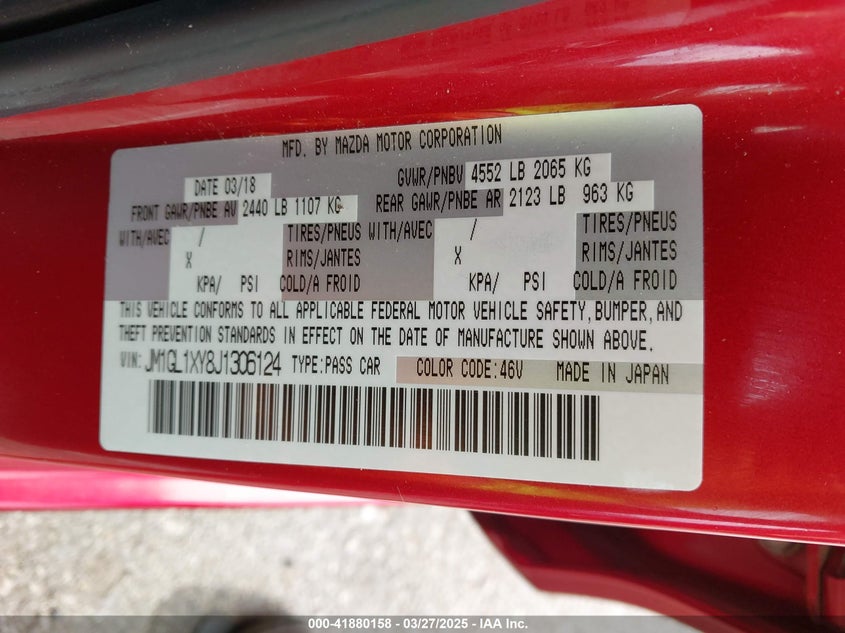 MFD. BY MAZDA MOTOR CORPORATION
DATE 03/18 GVWR/PNBV 4552 LB 2065 KG
FRONT GAWR/PNBE AV 2440 LB 1107 KG REAR GAWR/PNBE AR 2123 LB 963 KG
WITH/AVEC / TIRES/PNEUS WITH/AVEC / TIRES/PNEUS
X RIMS/JANTES X RIMS/JANTES
KPA/ PSI COLD/A FROID KPA/ PSI COLD/A FROID
THIS VEHICLE CONFORMS TO ALL APPLICABLE FEDERAL MOTOR VEHICLE SAFETY, BUMPER, AND
THEFT PREVENTION STANDARDS IN EFFECT ON THE DATE OF MANUFACTURE SHOWN ABOVE.
VIN: JM1GL1XY8J1306124 TYPE: PASS CAR COLOR CODE: 46V MADE IN JAPAN
000-41880158 - 03/27/2025 - IAA Inc.